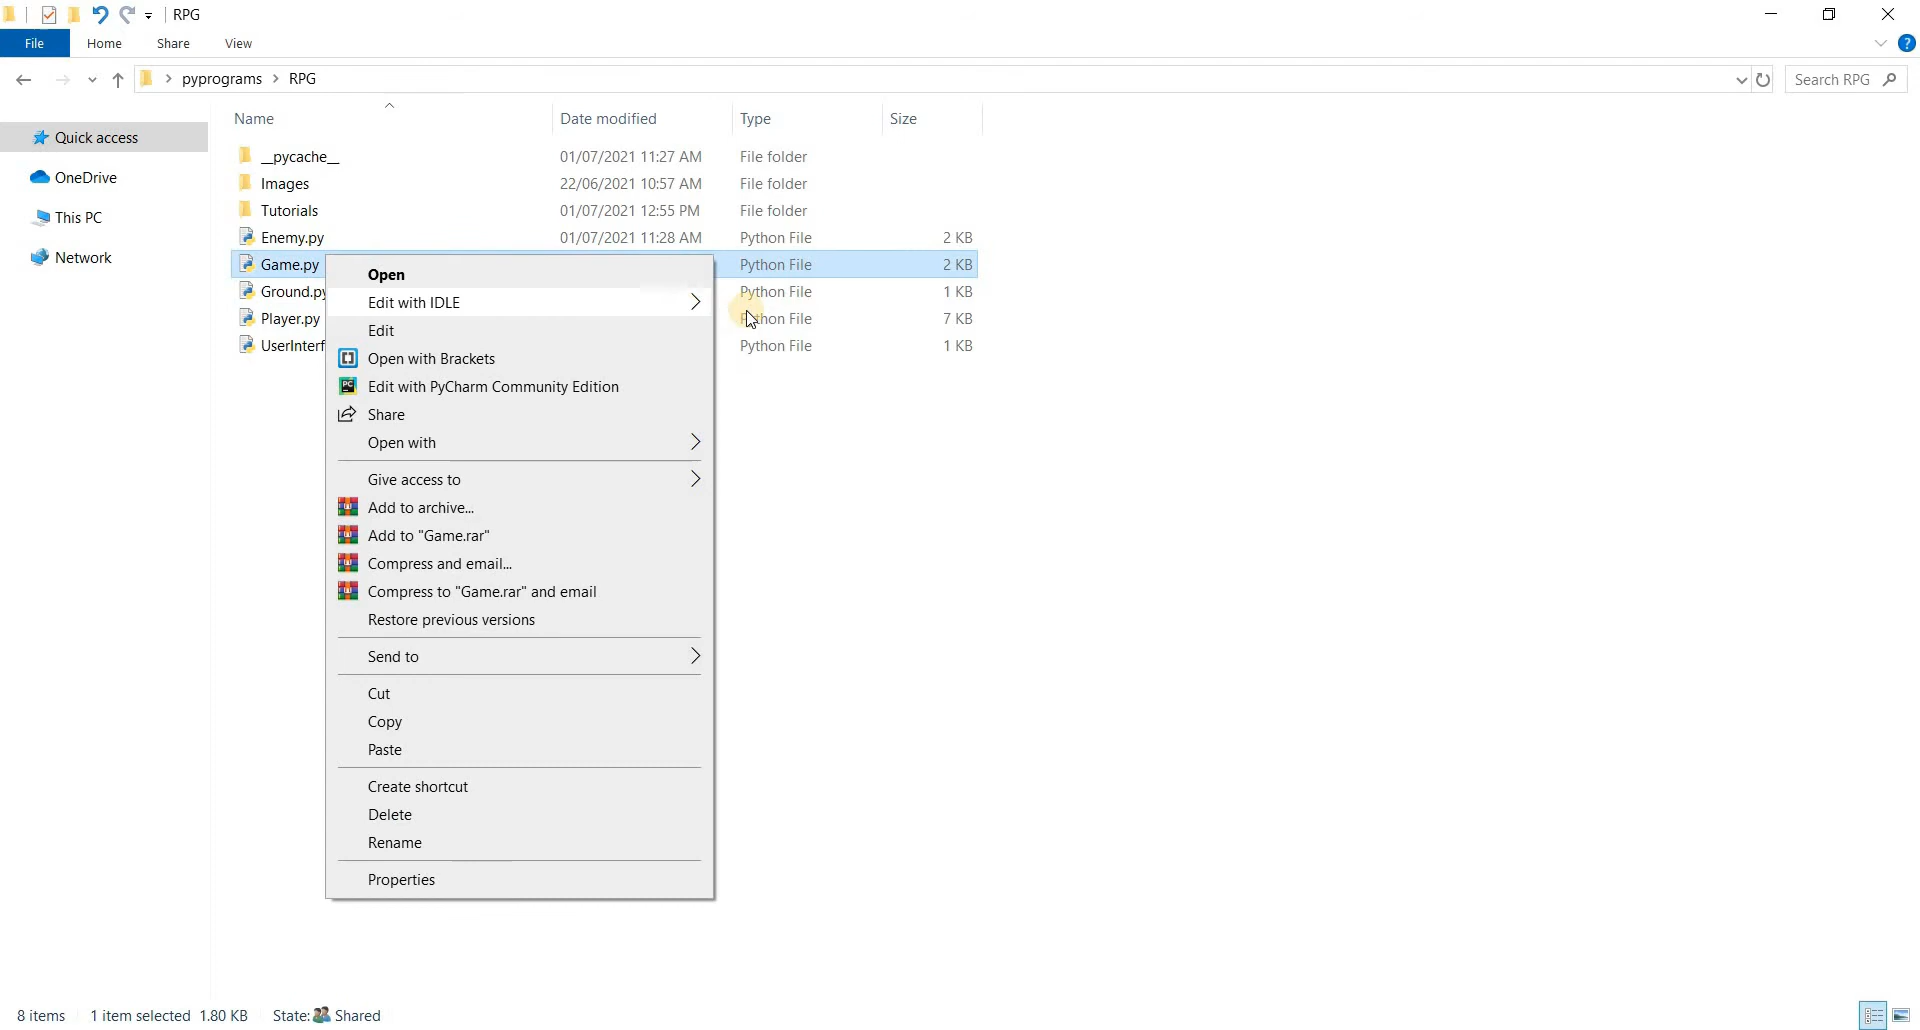 RPG
File Home Share View
pyprograms RPG Search RPG
Name Date modified Type Size
Quick access
OneDrive
This PC
Network
__pycache__ 01/07/2021 11:27 AM File folder
Images 22/06/2021 10:57 AM File folder
Tutorials 01/07/2021 12:55 PM File folder
Enemy.py 01/07/2021 11:28 AM Python File 2 KB
Game.py Python File 2 KB
Ground.py Python File 1 KB
Player.py Python File 7 KB
UserInterf Python File 1 KB
Open
Edit with IDLE
Edit
Open with Brackets
Edit with PyCharm Community Edition
Share
Open with
Give access to
Add to archive...
Add to "Game.rar"
Compress and email...
Compress to "Game.rar" and email
Restore previous versions
Send to
Cut
Copy
Paste
Create shortcut
Delete
Rename
Properties
8 items 1 item selected 1.80 KB State: Shared